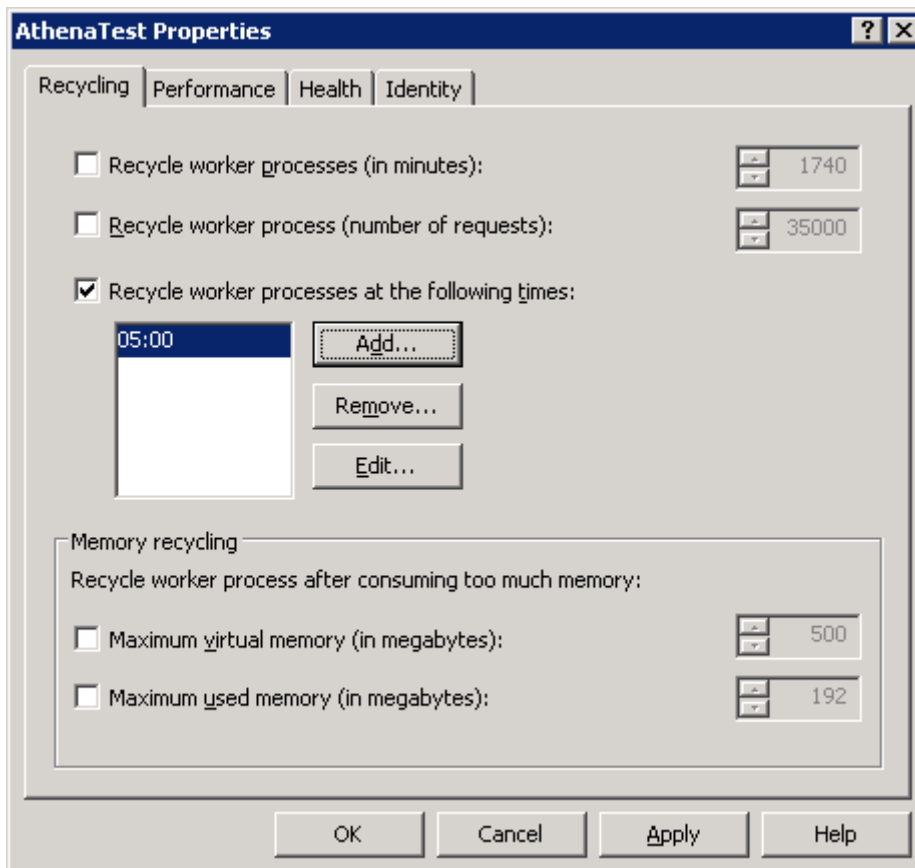 AthenaTest Properties
Recycling Performance Health Identity
Recycle worker processes (in minutes): 1740
Recycle worker process (number of requests): 35000
Recycle worker processes at the following times:
05:00
Add...
Remove...
Edit...
Memory recycling
Recycle worker process after consuming too much memory:
Maximum virtual memory (in megabytes): 500
Maximum used memory (in megabytes): 192
OK Cancel Apply Help